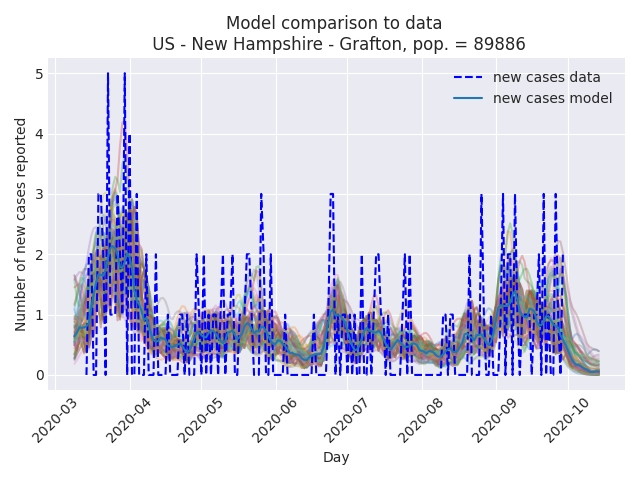 Model comparison to data
US - New Hampshire - Grafton, pop. = 89886
new cases data
new cases model
Number of new cases reported
5
4
3
2
1
0
2020-03
2020-04
2020-05
2020-06
2020-07
2020-08
2020-09
2020-10
Day